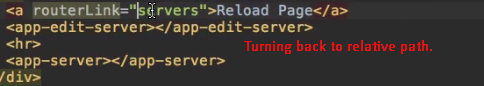 <a routerLink="servers">Reload Page</a>
<app-edit-server></app-edit-server>
<hr>
Turning back to relative path.
<app-server></app-server>
</div>